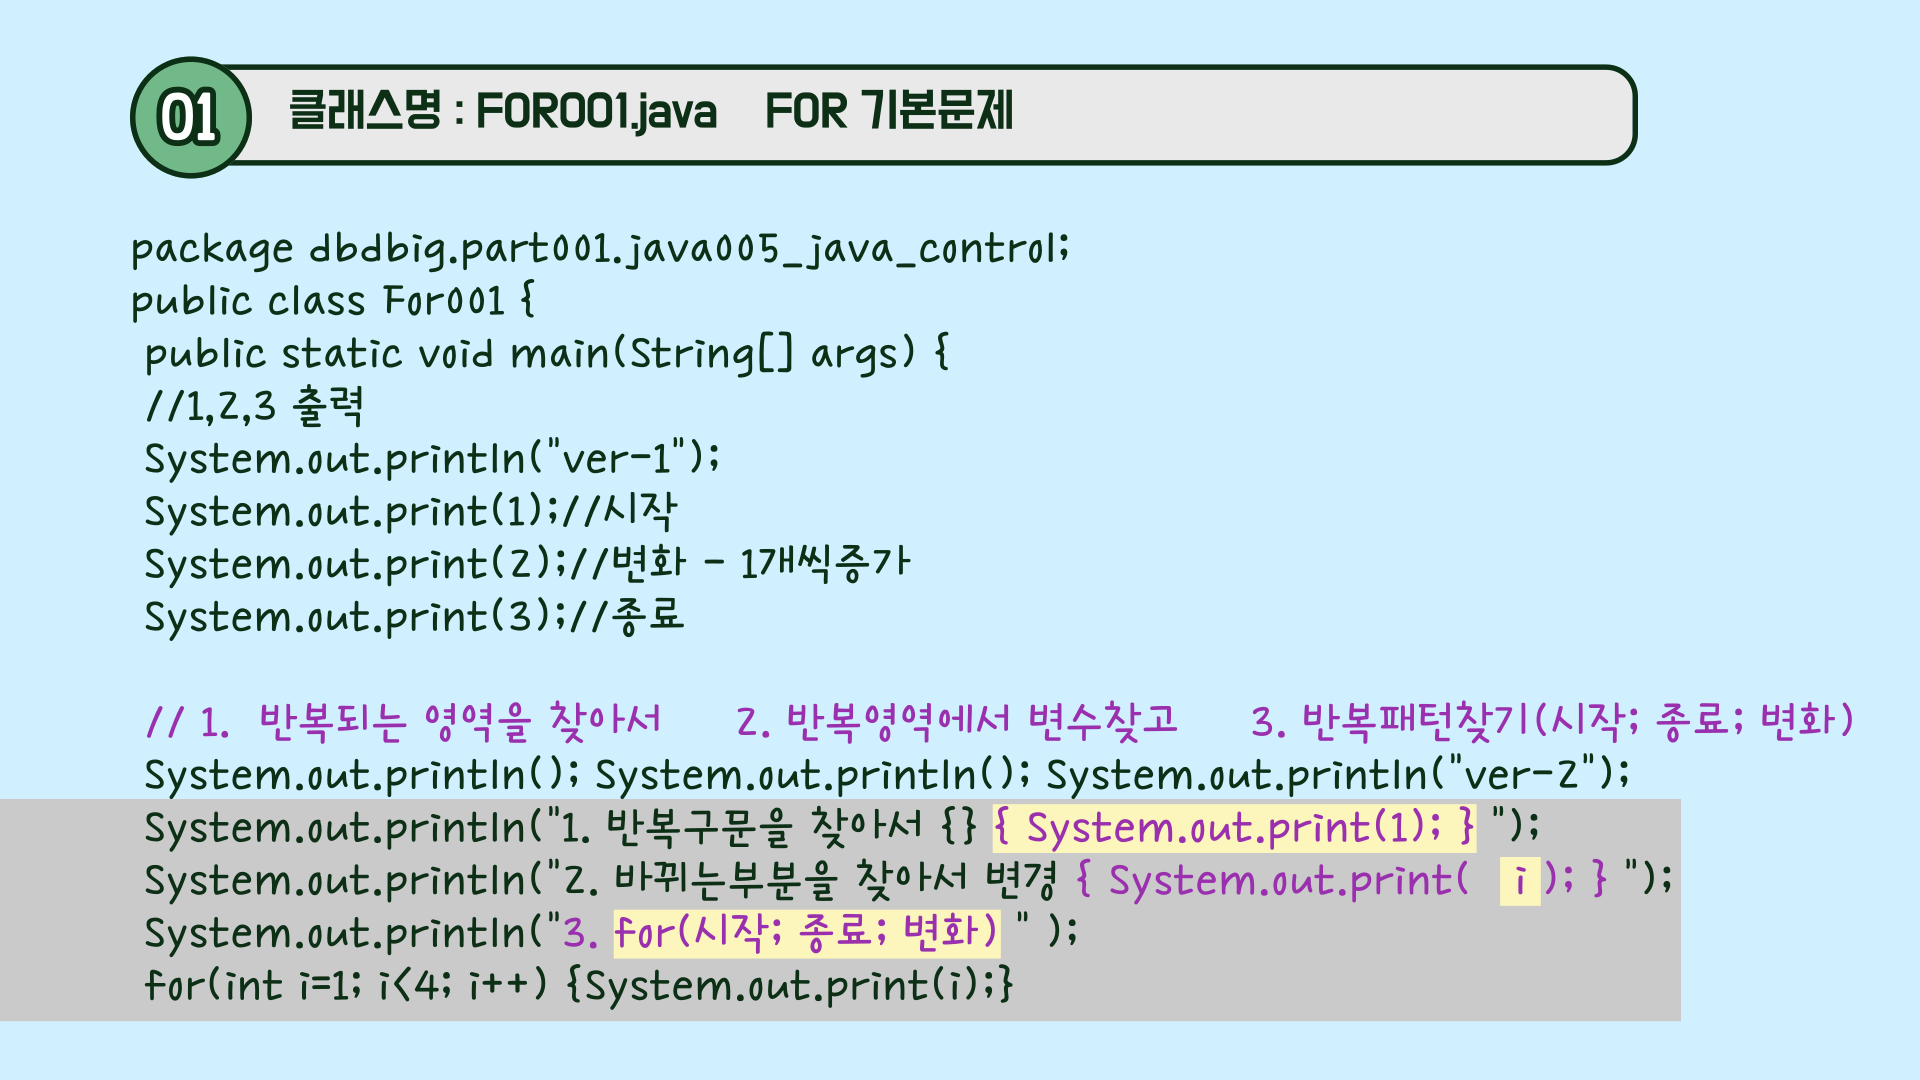 01
클래스명 : FOR001.java FOR 기본문제
package dbdbig.part001.java005_java_control;
public class For001 {
public static void main(String[] args) {
//1,2,3 출력
System.out.println("ver-1");
System.out.print(1);//시작
System.out.print(2);//변화 - 1개씩증가
System.out.print(3);//종료
// 1. 반복되는 영역을 찾아서 2. 반복영역에서 변수찾고 3. 반복패턴찾기(시작; 종료; 변화)
System.out.println(); System.out.println(); System.out.println("ver-2");
System.out.println("1. 반복구문을 찾아서 {} { System.out.print(1); } ");
System.out.println("2. 바뀌는부분을 찾아서 변경 { System.out.print( i ); } ");
System.out.println("3. for(시작; 종료; 변화) " );
for(int i=1; i<4; i++) {System.out.print(i);}